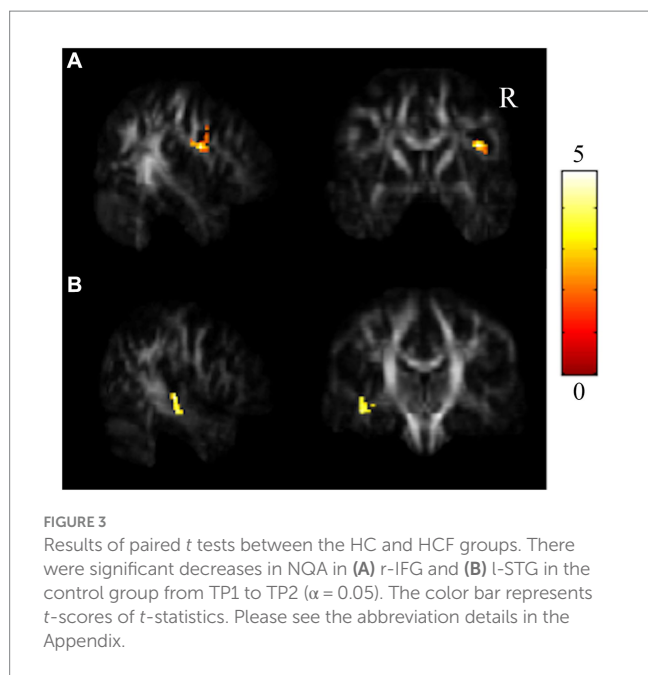 A
R
5
B
0
FIGURE 3
Results of paired t tests between the HC and HCF groups. There
were significant decreases in NQA in (A) r-IFG and (B) l-STG in the
control group from TP1 to TP2 (α = 0.05). The color bar represents
t-scores of t-statistics. Please see the abbreviation details in the
Appendix.